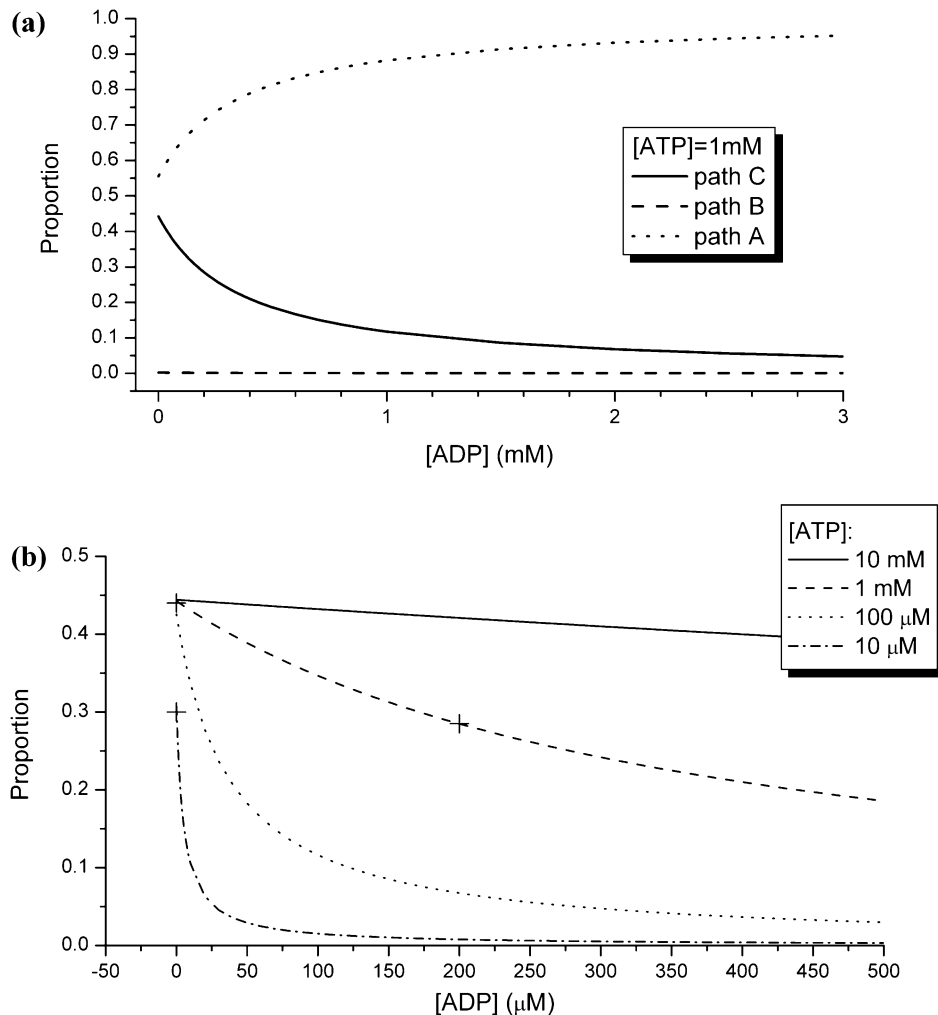 (a)
1.0
0.9
0.8
0.7
0.6
0.5
0.4
0.3
0.2
0.1
0.0
Proportion
[ATP]=1mM
path C
path B
path A
0 1 2 3
[ADP] (mM)
(b)
0.5
0.4
0.3
0.2
0.1
0.0
Proportion
[ATP]:
10 mM
1 mM
100 μM
10 μM
-50 0 50 100 150 200 250 300 350 400 450 500
[ADP] (μM)